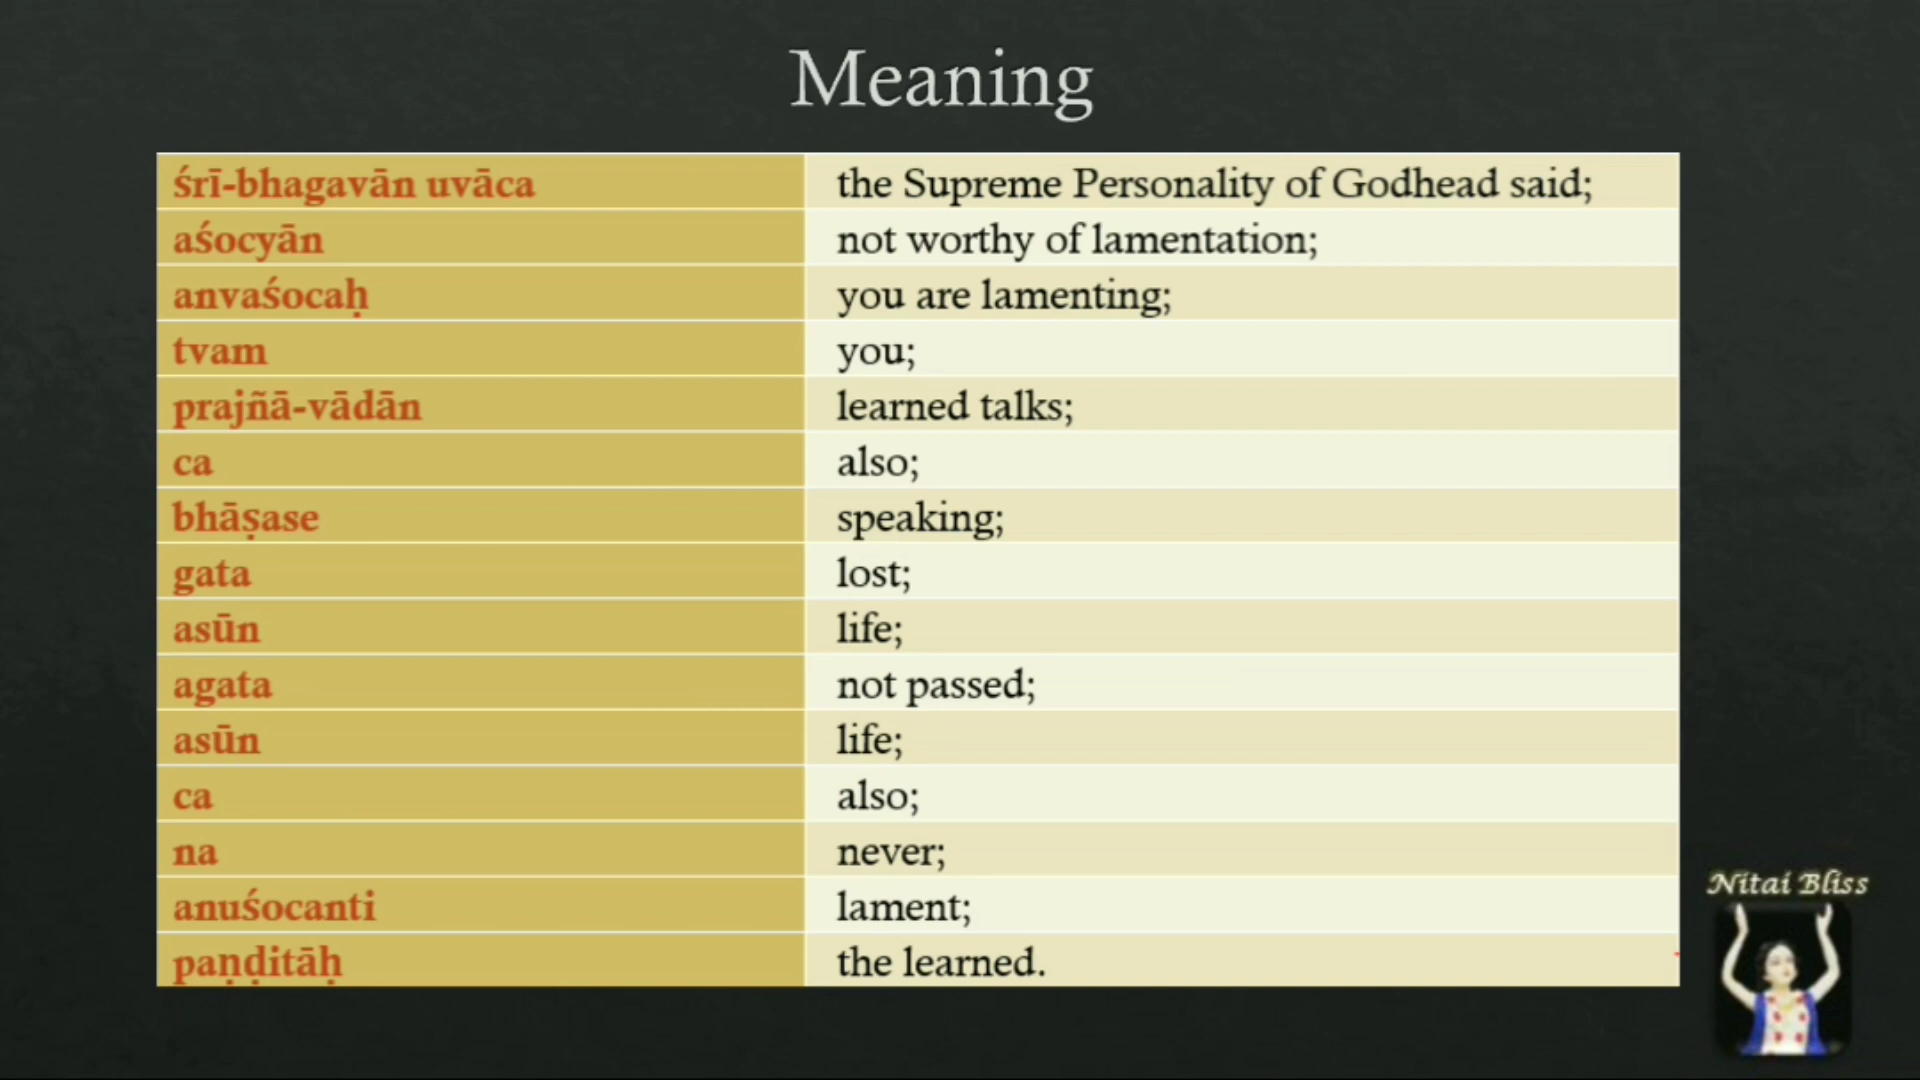 Meaning
śrī-bhagavān uvāca the Supreme Personality of Godhead said;
aśocyān not worthy of lamentation;
anvaśocaḥ you are lamenting;
tvam you;
prajñā-vādān learned talks;
ca also;
bhāṣase speaking;
gata lost;
asūn life;
agata not passed;
asūn life;
ca also;
na never;
anuśocanti lament;
paṇḍitāḥ the learned.
Nitai Bliss